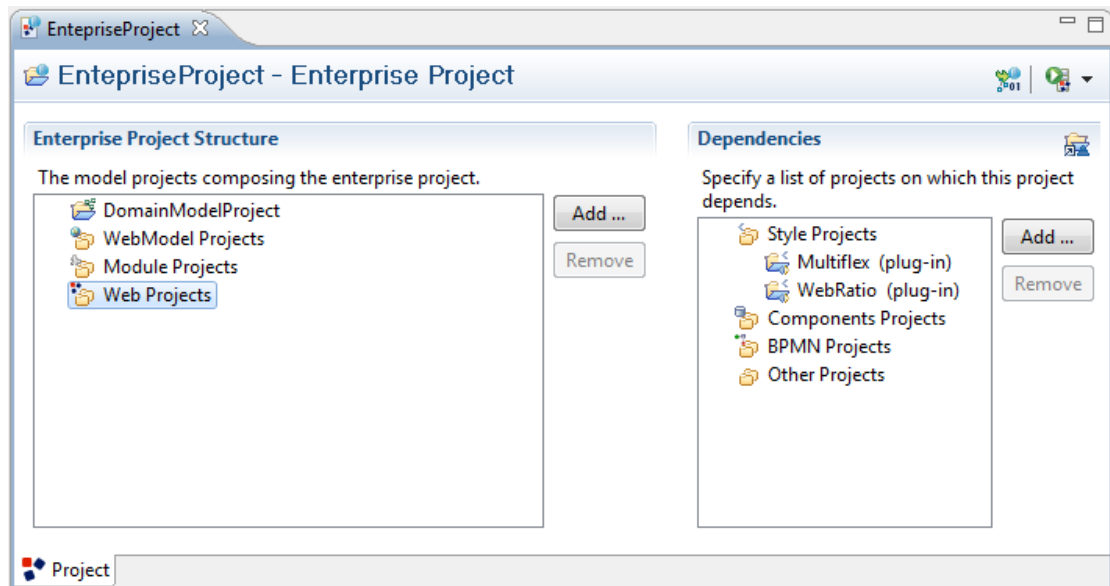 EntepriseProject
EntepriseProject - Enterprise Project
01
Enterprise Project Structure
The model projects composing the enterprise project.
DomainModelProject
WebModel Projects
Module Projects
Web Projects
Add ...
Remove
Dependencies
Specify a list of projects on which this project
depends.
Style Projects
Multiflex (plug-in)
WebRatio (plug-in)
Components Projects
BPMN Projects
Other Projects
Add ...
Remove
Project